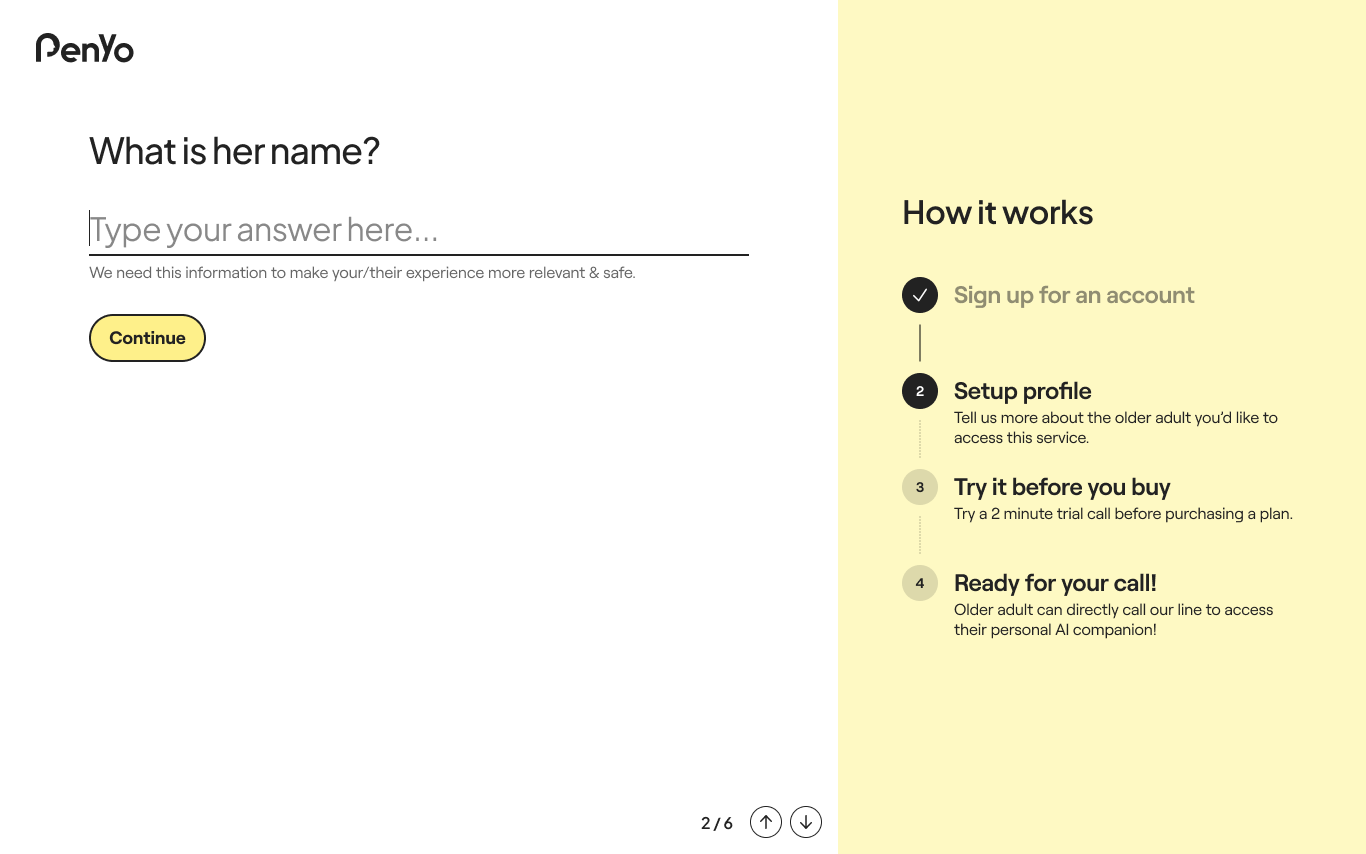 PenYo
What is her name?
Type your answer here...
We need this information to make your/their experience more relevant & safe.
Continue
2 / 6
How it works
Sign up for an account
2
Setup profile
Tell us more about the older adult you’d like to
access this service.
3
Try it before you buy
Try a 2 minute trial call before purchasing a plan.
4
Ready for your call!
Older adult can directly call our line to access
their personal AI companion!